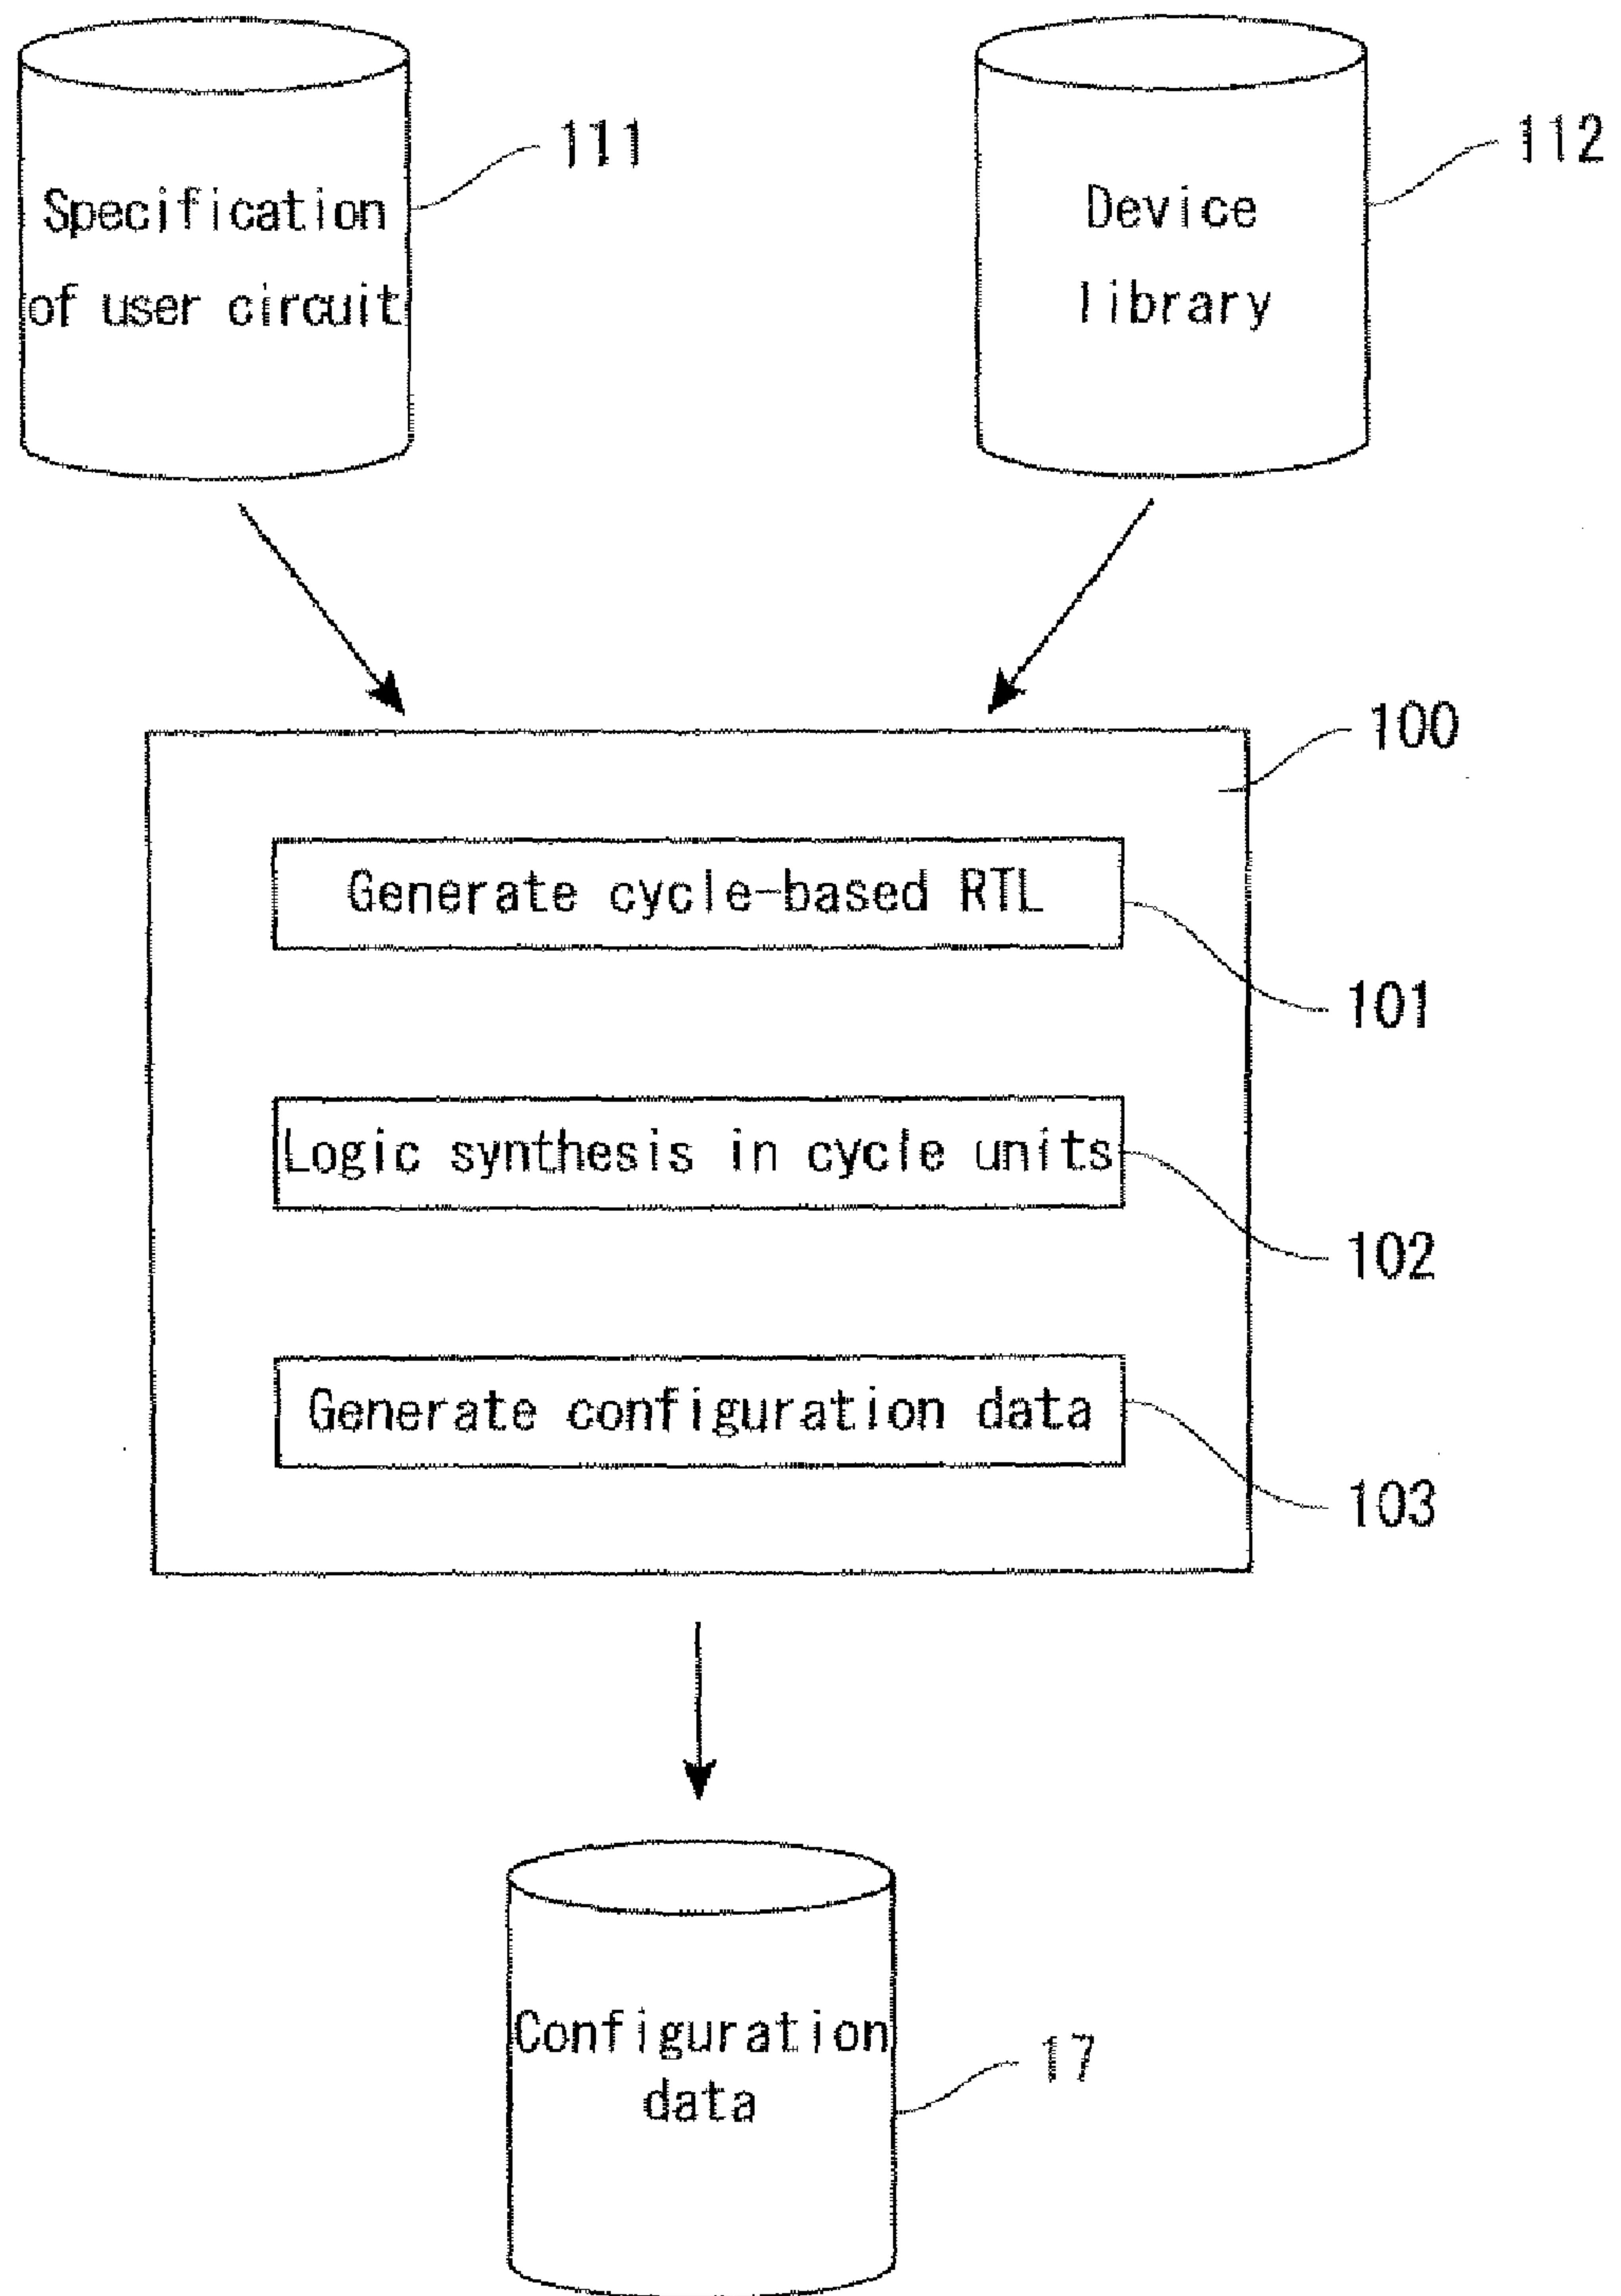 111
112
Specification
of user circuit
Device
library
100
Generate cycle-based RTL
101
Logic synthesis in cycle units
102
Generate configuration data
103
Configuration
data
17